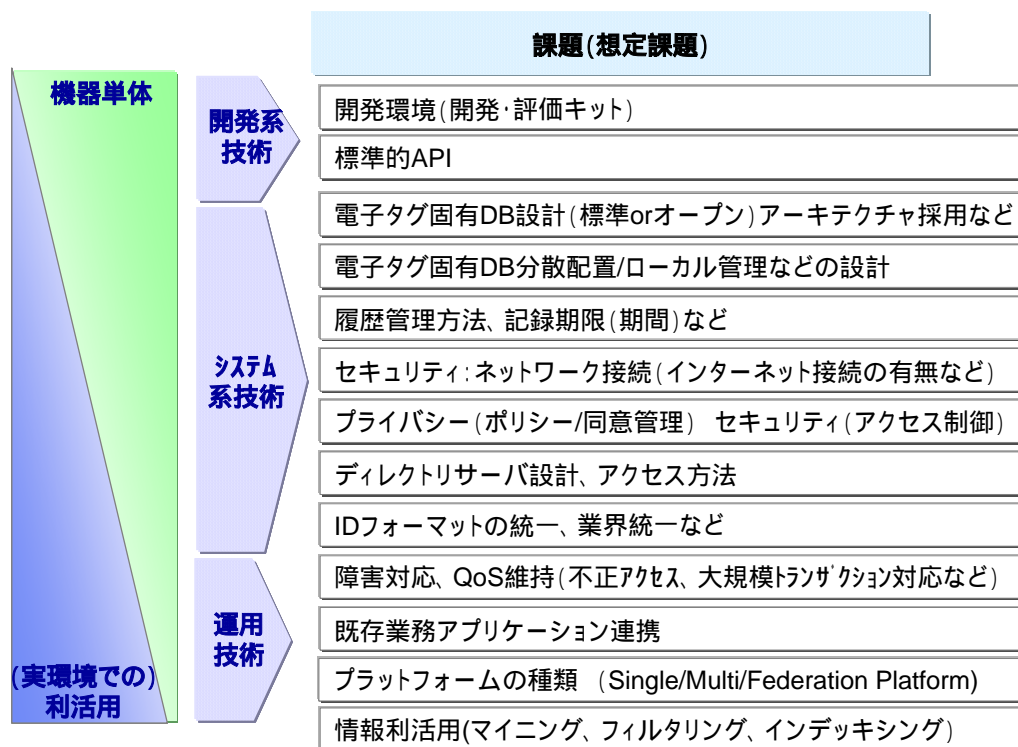 課題(想定課題)
機器単体
(実環境での)
利活用
開発系
技術
開発環境(開発・評価キット)
標準的API
システム
系技術
電子タグ固有DB設計(標準orオープン)アーキテクチャ採用など
電子タグ固有DB分散配置/ローカル管理などの設計
履歴管理方法、記録期限(期間)など
セキュリティ:ネットワーク接続(インターネット接続の有無など)
プライバシー(ポリシー/同意管理) セキュリティ(アクセス制御)
ディレクトリサーバ設計、アクセス方法
IDフォーマットの統一、業界統一など
運用
技術
障害対応、QoS維持(不正アクセス、大規模トランザクション対応など)
既存業務アプリケーション連携
プラットフォームの種類 (Single/Multi/Federation Platform)
情報利活用(マイニング、フィルタリング、インデッキシング)